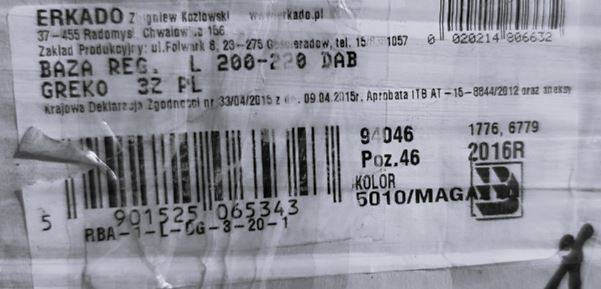 ERKADO Zbigniew Kozłowski www.erkado.pl
37-455 Radomyśl, Chwałowice 156
Zakład Produkcyjny: ul. Folwark 8, 23-275 Gościeradów, tel. 15/ 1057
0 020214 806632
BAZA REG. L 200-220 DAB
GREKO 32 PL
Krajowa Deklaracja Zgodności nr 33/04/2015 z 09.04.2015r, Aprobata ITB AT-15-8844/2012 oraz aneksy
94046 1776, 6779
Poz.46 2016R
KOLOR
5010/MAGA
B
5 901525 065343
RBA-1-L- G-3-20-1